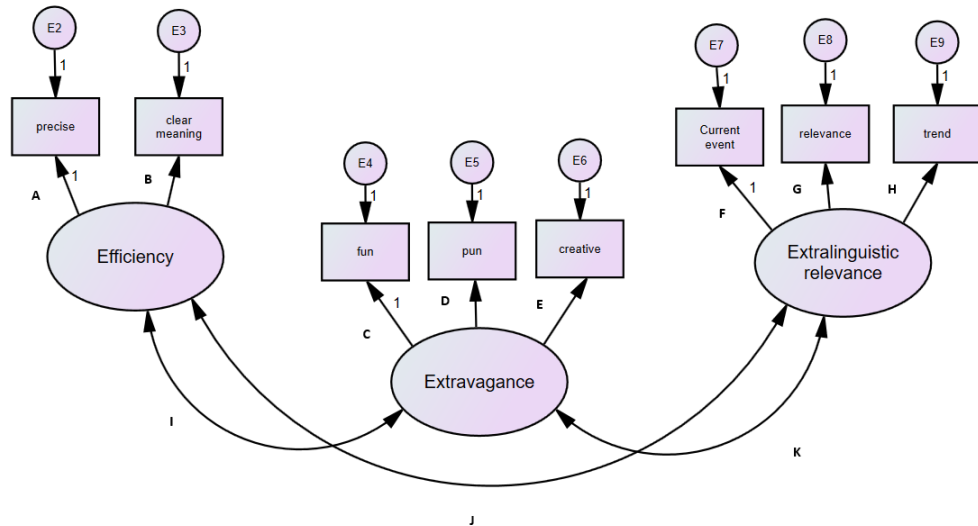 E2
E3
1
1
precise
clear
meaning
1
A
B
Efficiency
E4
E5
E6
1
1
1
fun
pun
creative
1
C
D
E
Extravagance
E7
E8
E9
1
1
1
Current
event
relevance
trend
1
F
G
H
Extralinguistic
relevance
I
K
J